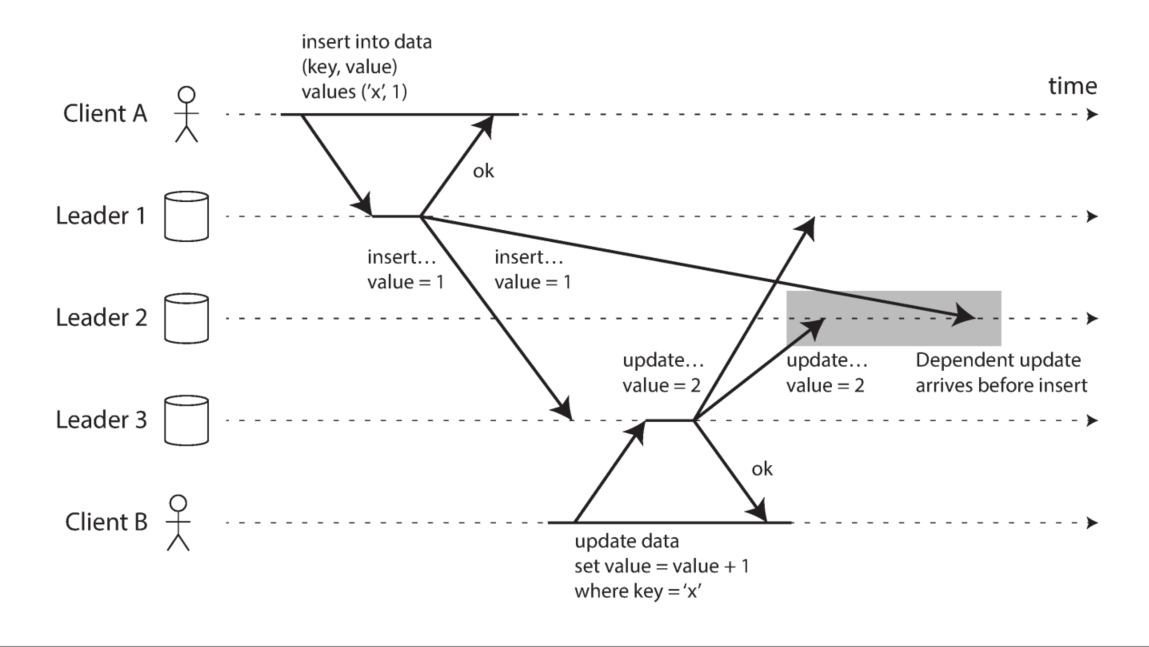 insert into data
(key, value)
values (‘x’, 1)
time
Client A
ok
Leader 1
insert…
value = 1
insert…
value = 1
Leader 2
update…
value = 2
update…
value = 2
Dependent update
arrives before insert
Leader 3
ok
Client B
update data
set value = value + 1
where key = ‘x’